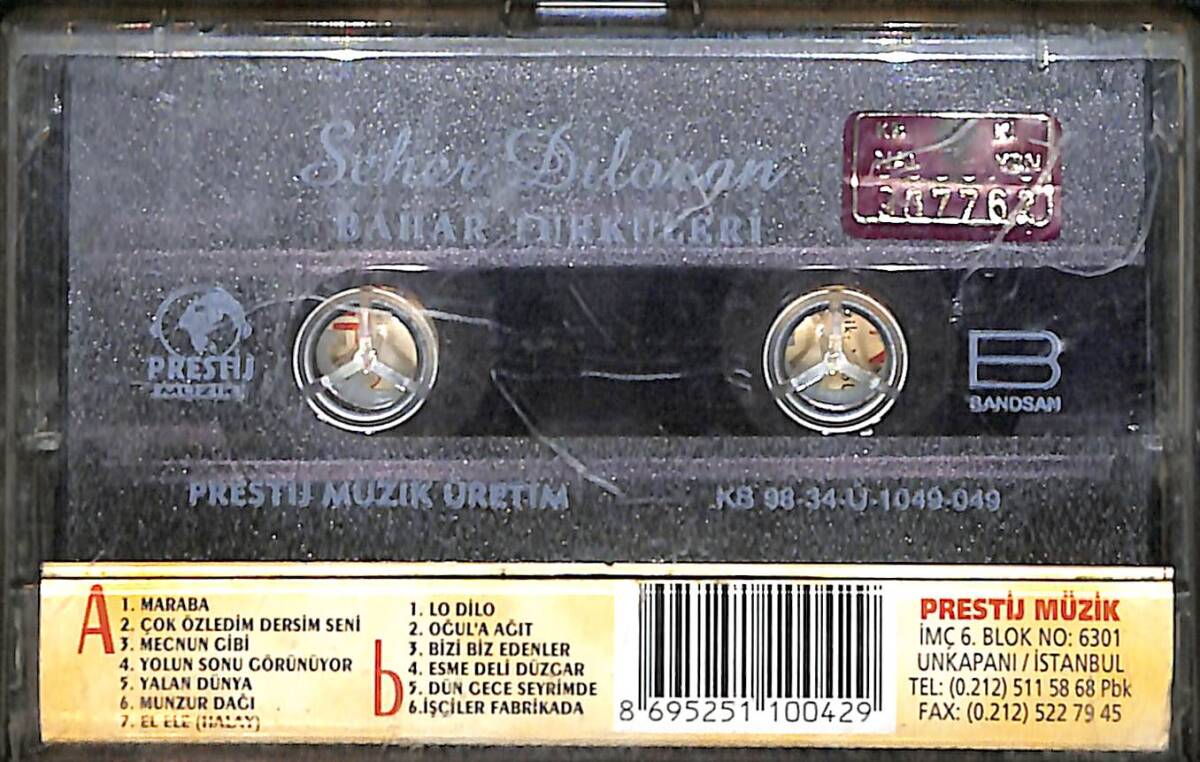 Seher Dilovan
BAHAR TÜRKÜLERİ
307762
PRESTİJ
MÜZİK
BANDSAN
PRESTİJ MÜZİK ÜRETİM
KB 98-34-Ü-1049-049
A
1. MARABA
2. ÇOK ÖZLEDİM DERSİM SENİ
3. MECNUN GİBİ
4. YOLUN SONU GÖRÜNÜYOR
5. YALAN DÜNYA
6. MUNZUR DAĞI
7. EL ELE (HALAY)
b
1. LO DİLO
2. OĞUL'A AĞIT
3. BİZİ BİZ EDENLER
4. ESME DELİ DÜZGAR
5. DÜN GECE SEYRİMDE
6.İŞÇİLER FABRİKADA
8 695251 100429
PRESTİJ MÜZİK
İMÇ 6. BLOK NO: 6301
UNKAPANI / İSTANBUL
TEL: (0.212) 511 58 68 Pbk
FAX: (0.212) 522 79 45